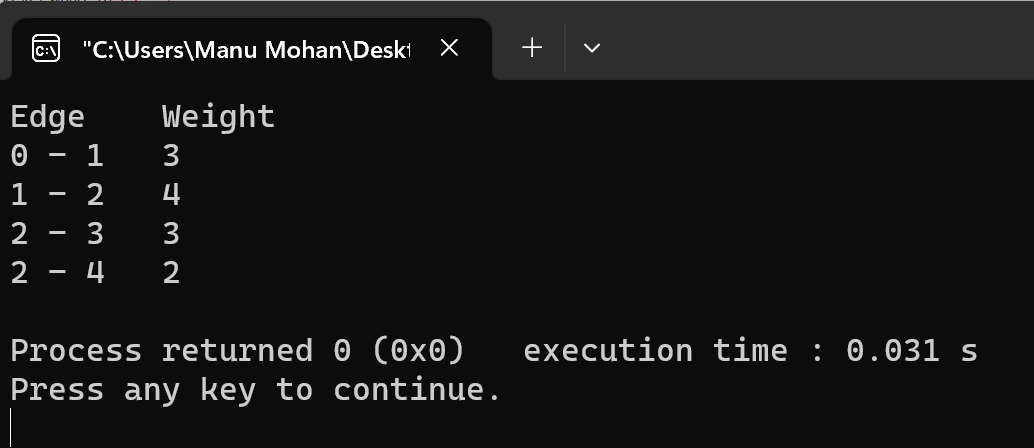 "C:\Users\Manu Mohan\Deskt
Edge    Weight
0 - 1   3
1 - 2   4
2 - 3   3
2 - 4   2
Process returned 0 (0x0)   execution time : 0.031 s
Press any key to continue.